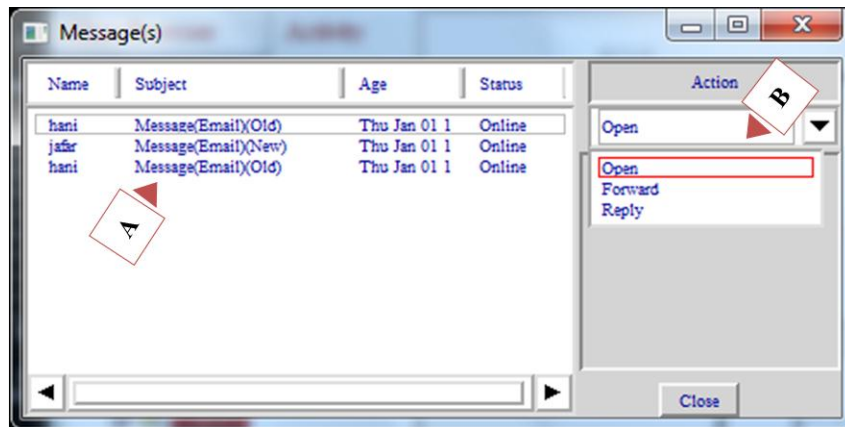 Message(s)
Name Subject Age Status
hani Message(Email)(Old) Thu Jan 01 1 Online
jafar Message(Email)(New) Thu Jan 01 1 Online
hani Message(Email)(Old) Thu Jan 01 1 Online
A
Action
B
Open
Open
Forward
Reply
Close